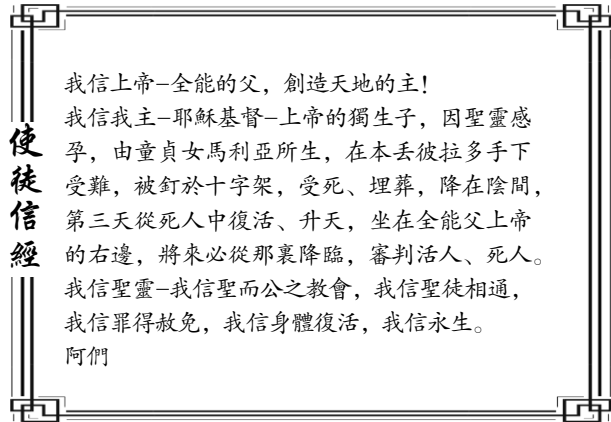 使徒信經
我信上帝–全能的父，創造天地的主！
我信我主–耶穌基督–上帝的獨生子，因聖靈感
孕，由童貞女馬利亞所生，在本丟彼拉多手下
受難，被釘於十字架，受死、埋葬，降在陰間，
第三天從死人中復活、升天，坐在全能父上帝
的右邊，將來必從那裏降臨，審判活人、死人。
我信聖靈–我信聖而公之教會，我信聖徒相通，
我信罪得赦免，我信身體復活，我信永生。
阿們